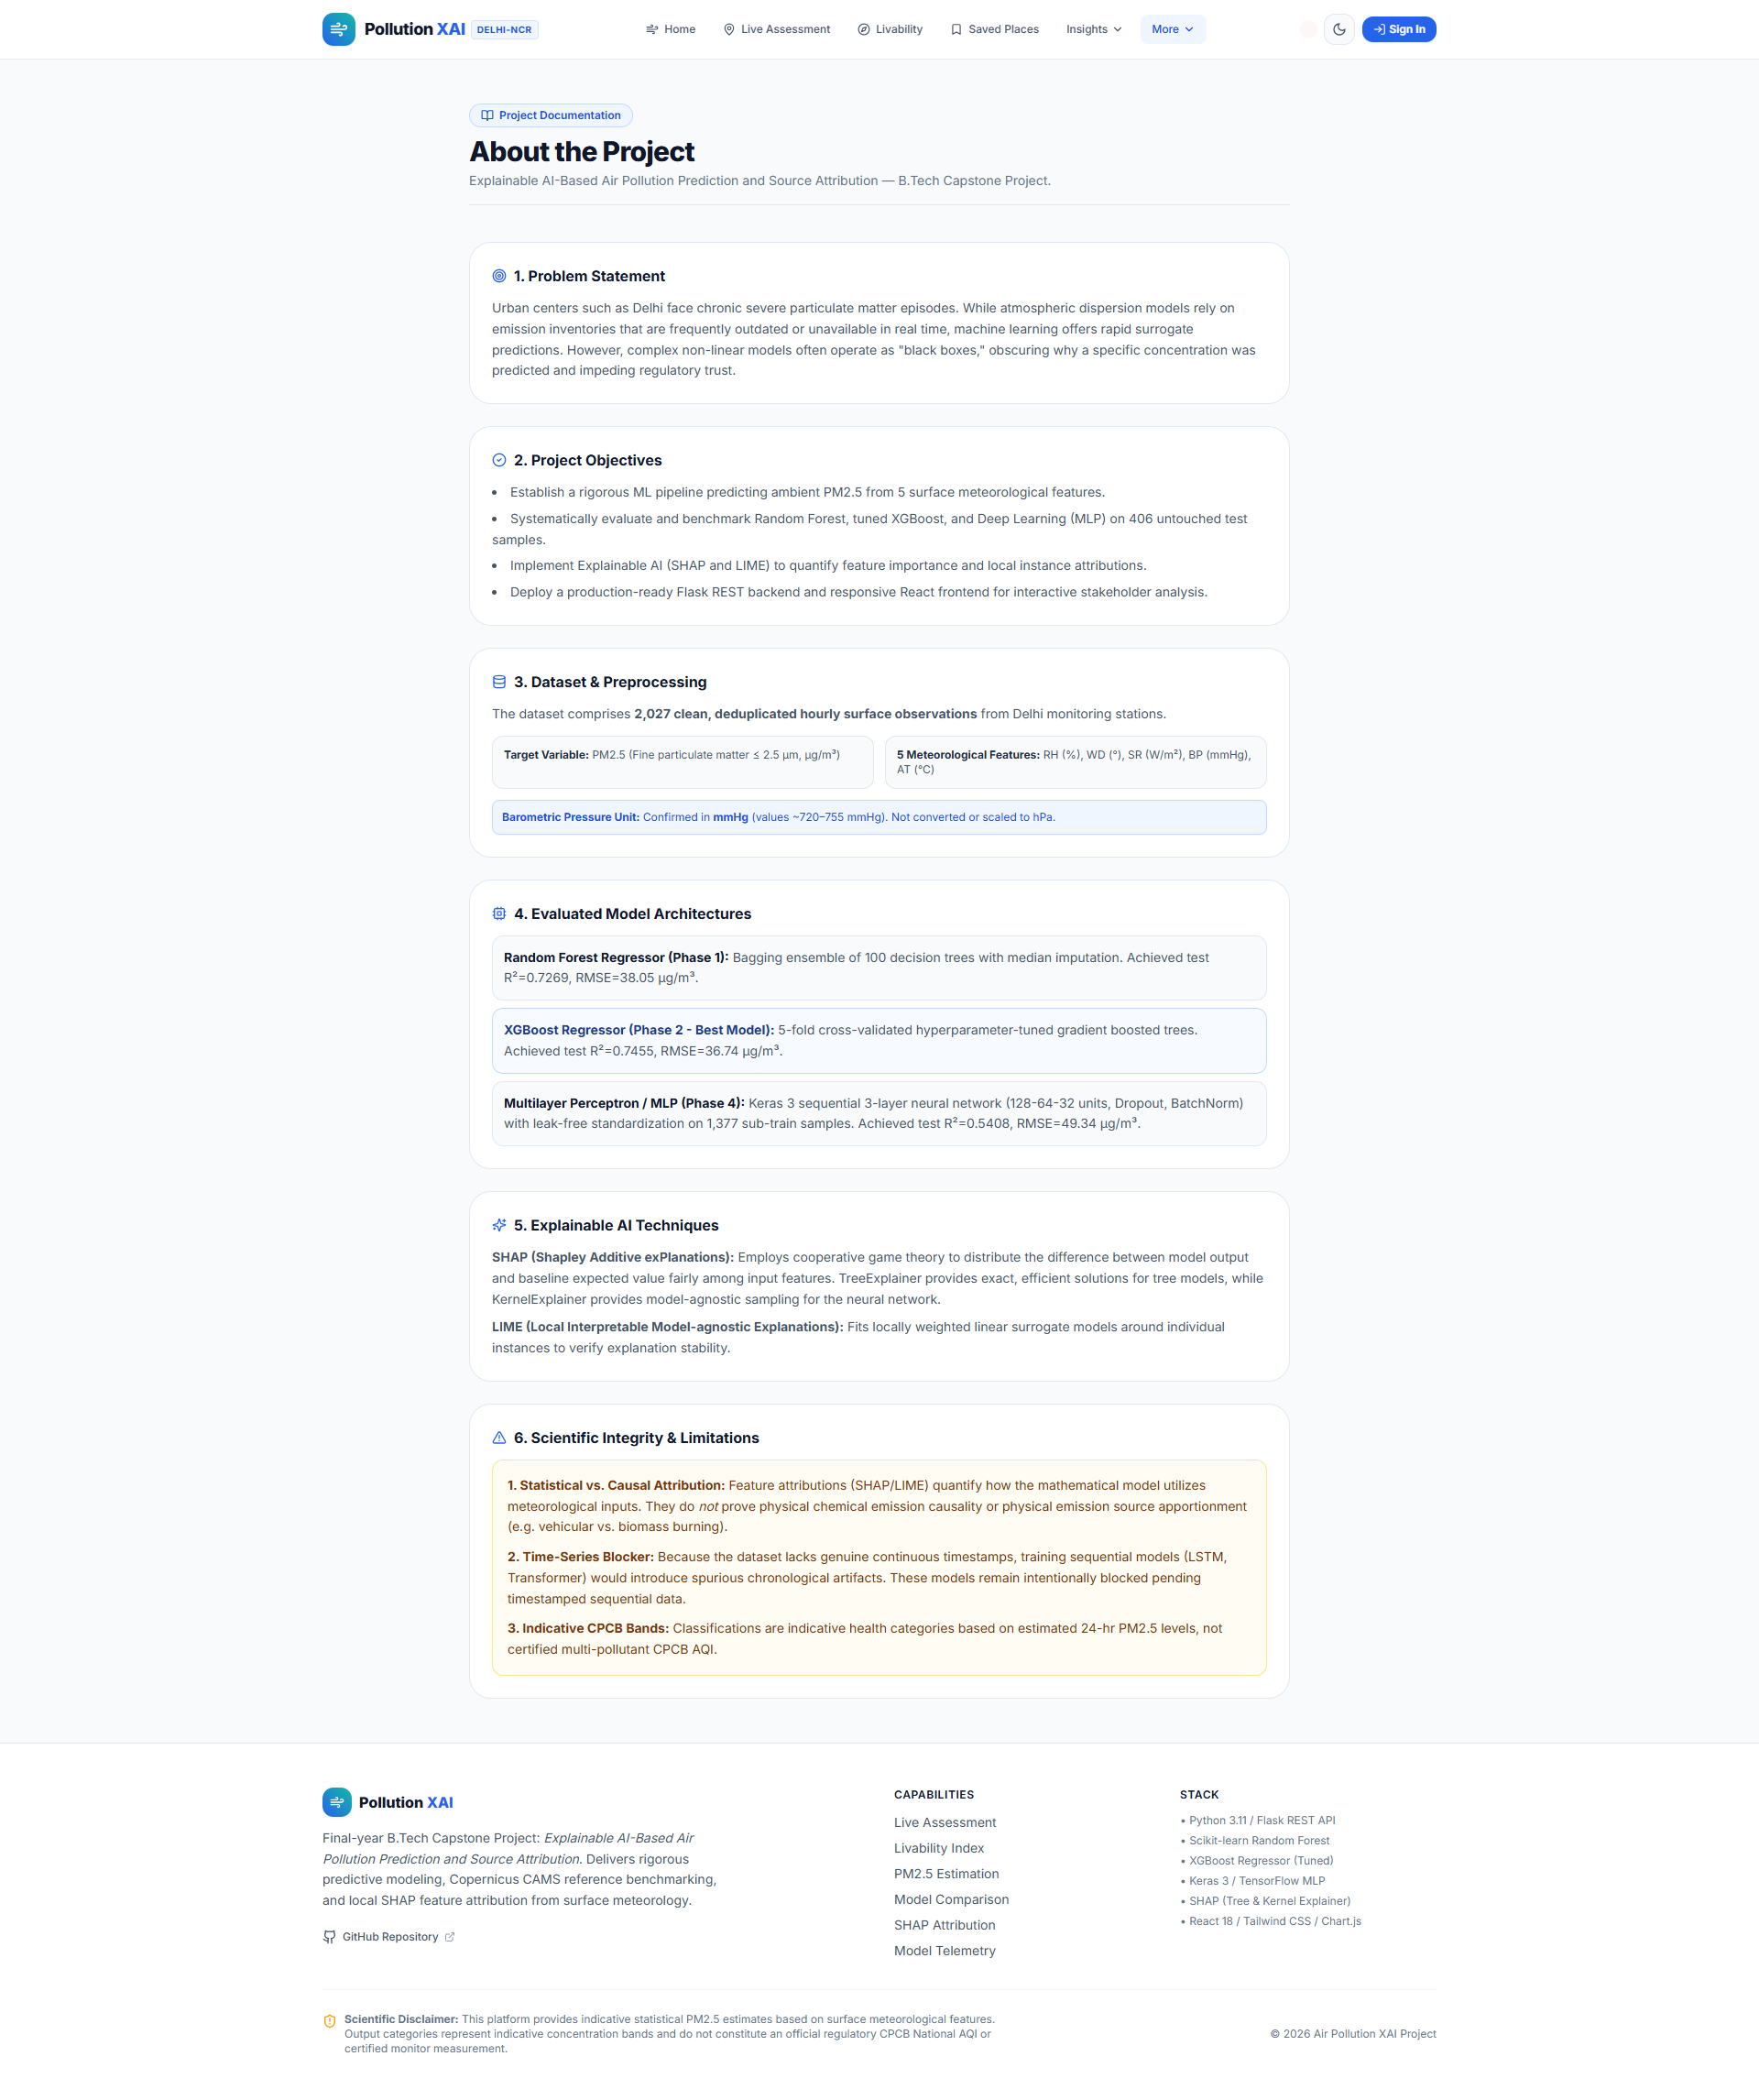 Pollution XAI DELHI-NCR
Home
Live Assessment
Livability
Saved Places
Insights
More
Sign In
Project Documentation
About the Project
Explainable AI-Based Air Pollution Prediction and Source Attribution — B.Tech Capstone Project.
1. Problem Statement
Urban centers such as Delhi face chronic severe particulate matter episodes. While atmospheric dispersion models rely on
emission inventories that are frequently outdated or unavailable in real time, machine learning offers rapid surrogate
predictions. However, complex non-linear models often operate as "black boxes," obscuring why a specific concentration was
predicted and impeding regulatory trust.
2. Project Objectives
• Establish a rigorous ML pipeline predicting ambient PM2.5 from 5 surface meteorological features.
• Systematically evaluate and benchmark Random Forest, tuned XGBoost, and Deep Learning (MLP) on 406 untouched test
samples.
• Implement Explainable AI (SHAP and LIME) to quantify feature importance and local instance attributions.
• Deploy a production-ready Flask REST backend and responsive React frontend for interactive stakeholder analysis.
3. Dataset & Preprocessing
The dataset comprises 2,027 clean, deduplicated hourly surface observations from Delhi monitoring stations.
Target Variable: PM2.5 (Fine particulate matter ≤ 2.5 µm, µg/m³)
5 Meteorological Features: RH (%), WD (°), SR (W/m²), BP (mmHg),
AT (°C)
Barometric Pressure Unit: Confirmed in mmHg (values ~720–755 mmHg). Not converted or scaled to hPa.
4. Evaluated Model Architectures
Random Forest Regressor (Phase 1): Bagging ensemble of 100 decision trees with median imputation. Achieved test
R²=0.7269, RMSE=38.05 µg/m³.
XGBoost Regressor (Phase 2 - Best Model): 5-fold cross-validated hyperparameter-tuned gradient boosted trees.
Achieved test R²=0.7455, RMSE=36.74 µg/m³.
Multilayer Perceptron / MLP (Phase 4): Keras 3 sequential 3-layer neural network (128-64-32 units, Dropout, BatchNorm)
with leak-free standardization on 1,377 sub-train samples. Achieved test R²=0.5408, RMSE=49.34 µg/m³.
5. Explainable AI Techniques
SHAP (Shapley Additive exPlanations): Employs cooperative game theory to distribute the difference between model output
and baseline expected value fairly among input features. TreeExplainer provides exact, efficient solutions for tree models, while
KernelExplainer provides model-agnostic sampling for the neural network.
LIME (Local Interpretable Model-agnostic Explanations): Fits locally weighted linear surrogate models around individual
instances to verify explanation stability.
6. Scientific Integrity & Limitations
1. Statistical vs. Causal Attribution: Feature attributions (SHAP/LIME) quantify how the mathematical model utilizes
meteorological inputs. They do not prove physical chemical emission causality or physical emission source apportionment
(e.g. vehicular vs. biomass burning).
2. Time-Series Blocker: Because the dataset lacks genuine continuous timestamps, training sequential models (LSTM,
Transformer) would introduce spurious chronological artifacts. These models remain intentionally blocked pending
timestamped sequential data.
3. Indicative CPCB Bands: Classifications are indicative health categories based on estimated 24-hr PM2.5 levels, not
certified multi-pollutant CPCB AQI.
Pollution XAI
Final-year B.Tech Capstone Project: Explainable AI-Based Air
Pollution Prediction and Source Attribution. Delivers rigorous
predictive modeling, Copernicus CAMS reference benchmarking,
and local SHAP feature attribution from surface meteorology.
GitHub Repository
CAPABILITIES
Live Assessment
Livability Index
PM2.5 Estimation
Model Comparison
SHAP Attribution
Model Telemetry
STACK
• Python 3.11 / Flask REST API
• Scikit-learn Random Forest
• XGBoost Regressor (Tuned)
• Keras 3 / TensorFlow MLP
• SHAP (Tree & Kernel Explainer)
• React 18 / Tailwind CSS / Chart.js
Scientific Disclaimer: This platform provides indicative statistical PM2.5 estimates based on surface meteorological features.
Output categories represent indicative concentration bands and do not constitute an official regulatory CPCB National AQI or
certified monitor measurement.
© 2026 Air Pollution XAI Project